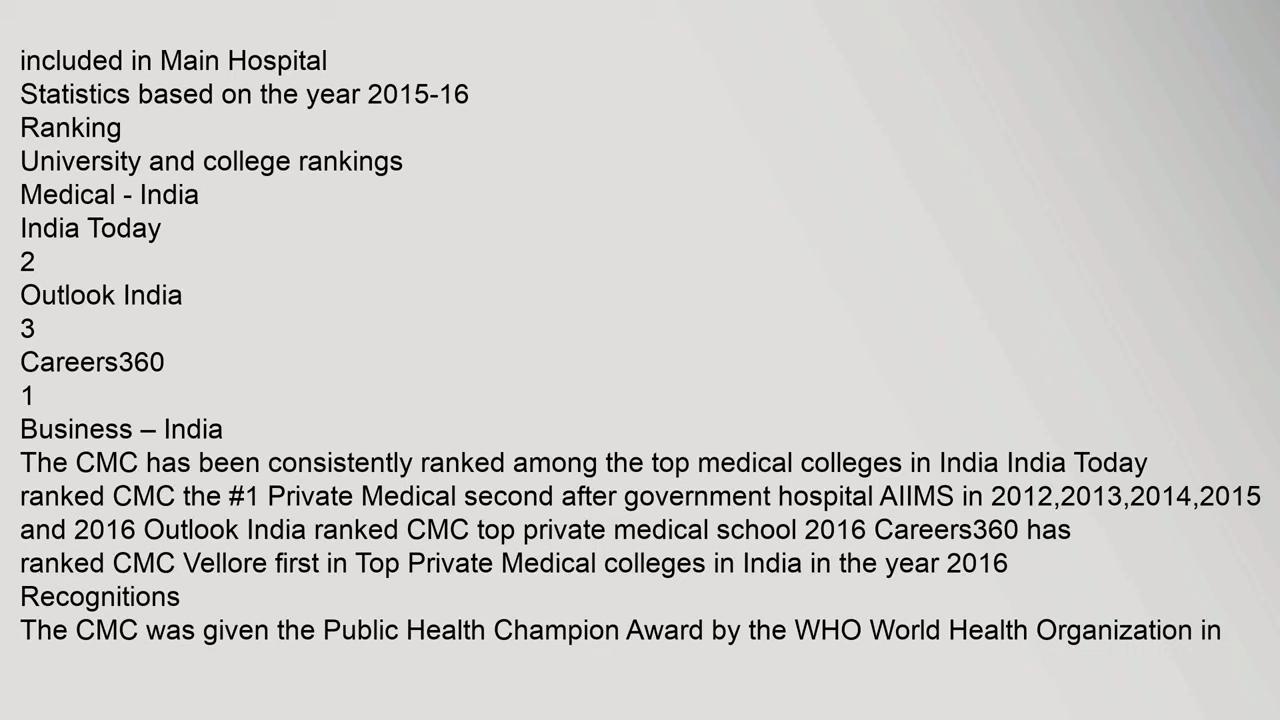 included in Main Hospital
Statistics based on the year 2015-16
Ranking
University and college rankings
Medical - India
India Today
2
Outlook India
3
Careers360
1
Business – India
The CMC has been consistently ranked among the top medical colleges in India India Today
ranked CMC the #1 Private Medical second after government hospital AIIMS in 2012,2013,2014,2015
and 2016 Outlook India ranked CMC top private medical school 2016 Careers360 has
ranked CMC Vellore first in Top Private Medical colleges in India in the year 2016
Recognitions
The CMC was given the Public Health Champion Award by the WHO World Health Organization in